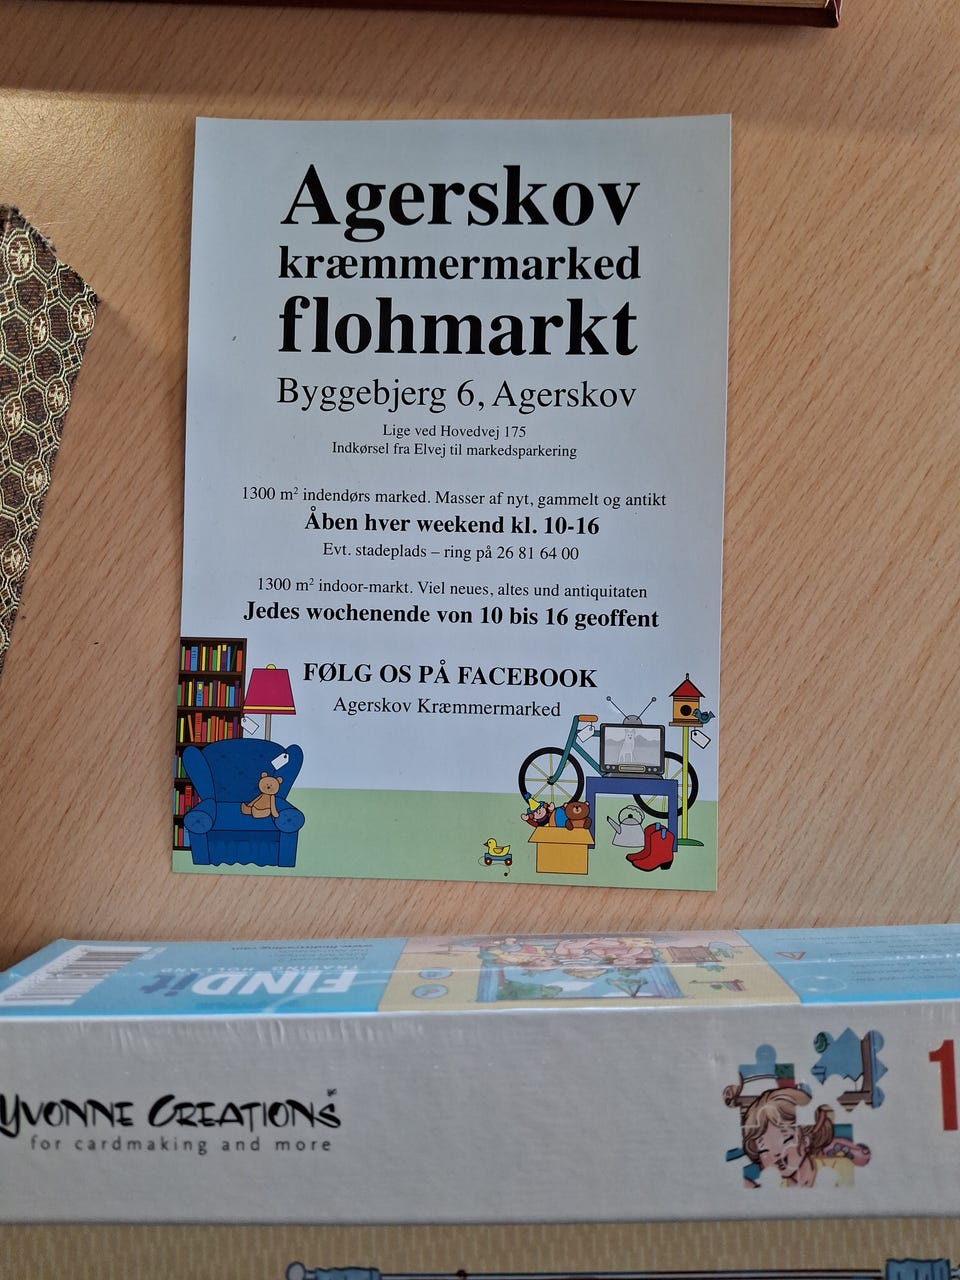 Agerskov
kræmmermarked
flohmarkt
Byggebjerg 6, Agerskov
Lige ved Hovedvej 175
Indkørsel fra Elvej til markedsparkering
1300 m² indendørs marked. Masser af nyt, gammelt og antikt
Åben hver weekend kl. 10-16
Evt. stadeplads – ring på 26 81 64 00
1300 m² indoor-markt. Viel neues, altes und antiquitaten
Jedes wochenende von 10 bis 16 geoffent
FØLG OS PÅ FACEBOOK
Agerskov Kræmmermarked
FINDit
YVONNE CREATIONS
for cardmaking and more
1